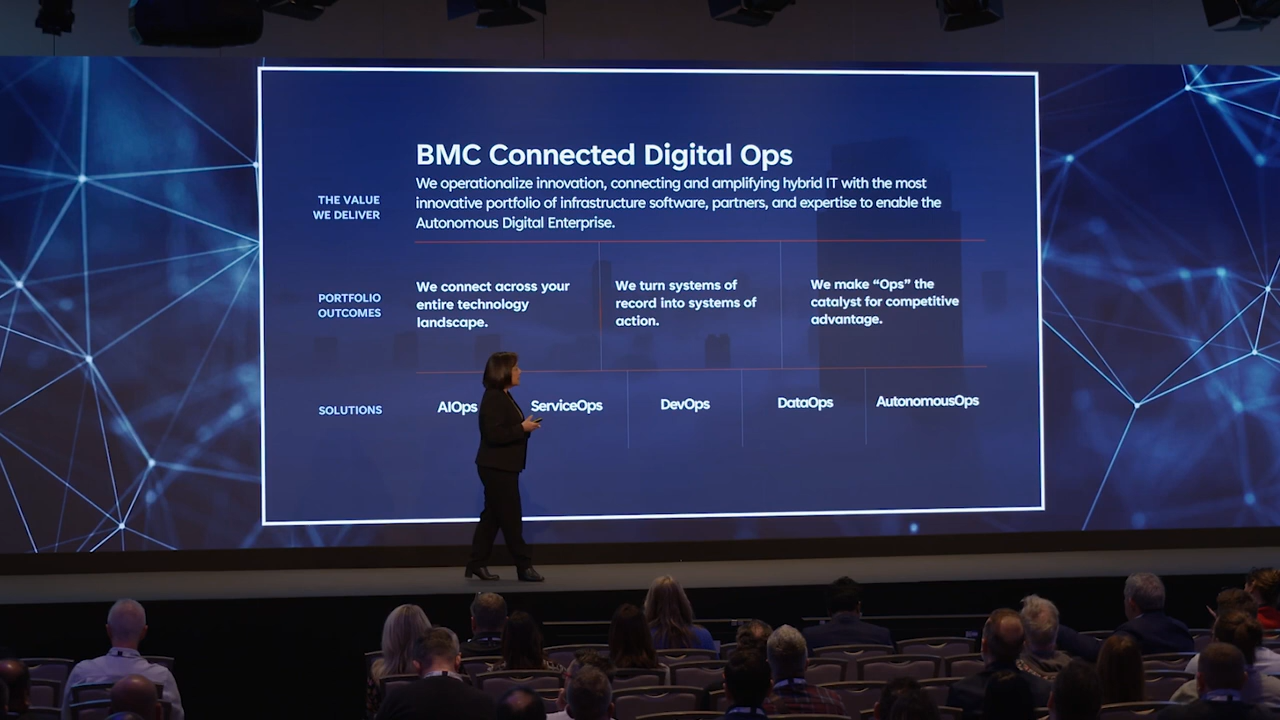 BMC Connected Digital Ops
THE VALUE
WE DELIVER
We operationalize innovation, connecting and amplifying hybrid IT with the most
innovative portfolio of infrastructure software, partners, and expertise to enable the
Autonomous Digital Enterprise.
PORTFOLIO
OUTCOMES
We connect across your
entire technology
landscape.
We turn systems of
record into systems of
action.
We make “Ops” the
catalyst for competitive
advantage.
SOLUTIONS
AIOps
ServiceOps
DevOps
DataOps
AutonomousOps